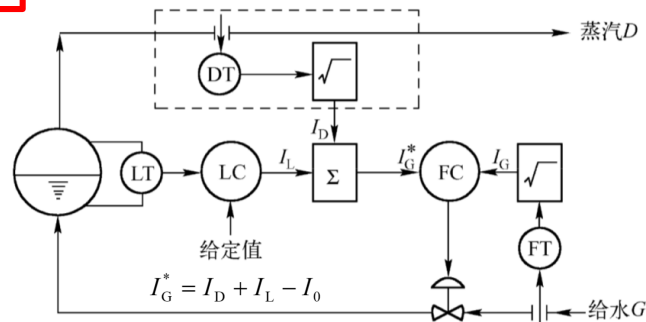 蒸汽D
DT
√
I_D
LT
LC
I_L
Σ
I_G^*
FC
I_G
√
给定值
FT
I_G^* = I_D + I_L − I_0
给水G